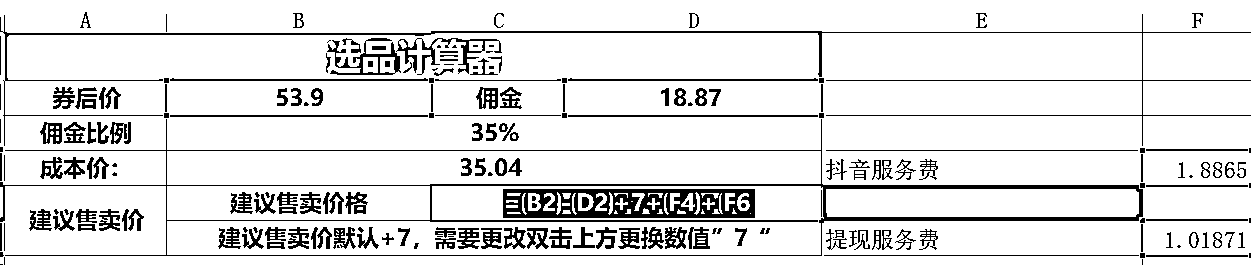 A B C D E F
选品计算器
券后价 53.9 佣金 18.87
佣金比例 35%
成本价: 35.04 抖音服务费 1.8865
建议售卖价 建议售卖价格 =(B2)-(D2)+7+(F4)+(F6
建议售卖价默认+7，需要更改双击上方更换数值”7“ 提现服务费 1.01871